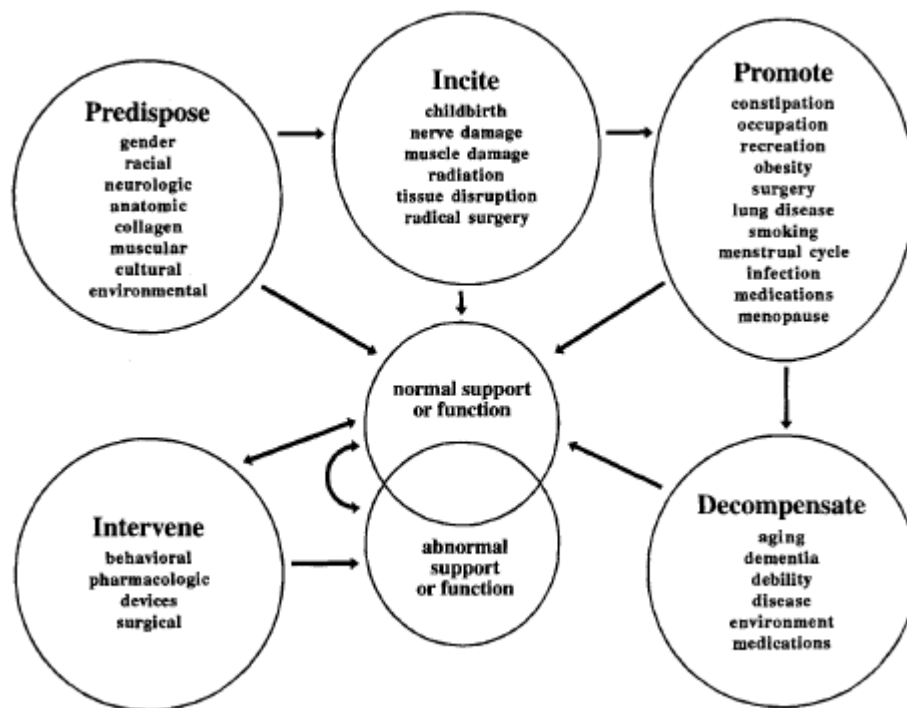 Predispose
gender
racial
neurologic
anatomic
collagen
muscular
cultural
environmental
Incite
childbirth
nerve damage
muscle damage
radiation
tissue disruption
radical surgery
Promote
constipation
occupation
recreation
obesity
surgery
lung disease
smoking
menstrual cycle
infection
medications
menopause
normal support
or function
abnormal
support
or function
Intervene
behavioral
pharmacologic
devices
surgical
Decompensate
aging
dementia
debility
disease
environment
medications